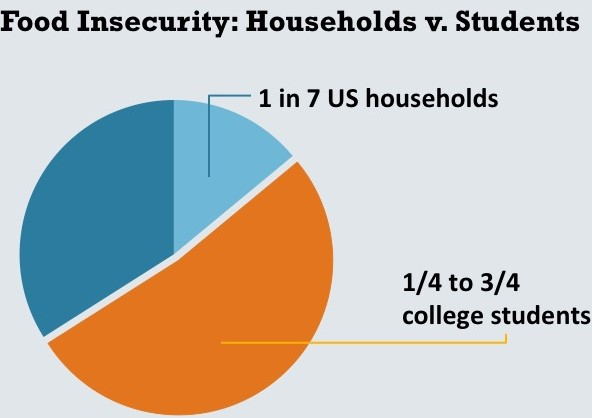 Food Insecurity: Households v. Students
1 in 7 US households
1/4 to 3/4
college students